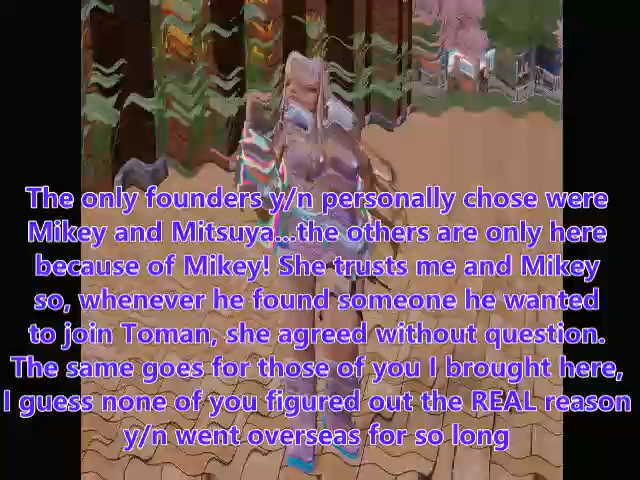 The only founders y/n personally chose were
Mikey and Mitsuya...the others are only here
because of Mikey! She trusts me and Mikey
so, whenever he found someone he wanted
to join Toman, she agreed without question.
The same goes for those of you I brought here,
I guess none of you figured out the REAL reason
y/n went overseas for so long